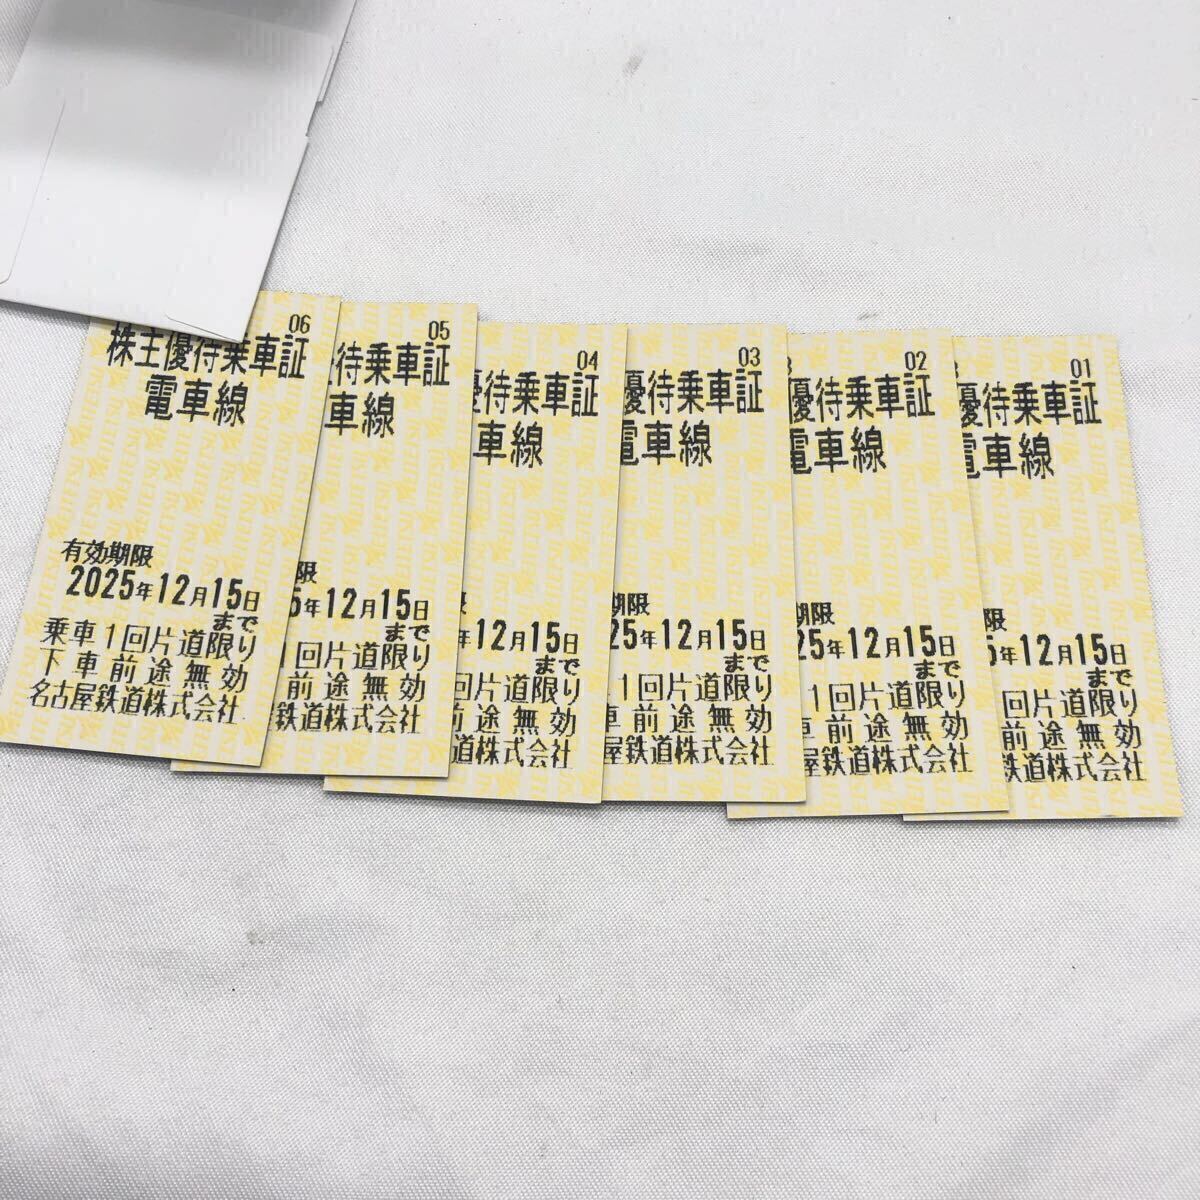 06
株主優待乗車証
電車線
有効期限
2025年12月15日
まで
乗車1回片道限り
下車前途無効
名古屋鉄道株式会社
05
待乗車証
車線
限
5年12月15日
まで
1回片道限り
前途無効
鉄道株式会社
04
優待乗車証
車線
12月15日
まで
回片道限り
前途無効
鉄道株式会社
03
優待乗車証
電車線
期限
25年12月15日
まで
1回片道限り
車前途無効
屋鉄道株式会社
02
優待乗車証
電車線
限
25年12月15日
まで
1回片道限り
前途無効
屋鉄道株式会社
01
優待乗車証
電車線
限
5年12月15日
まで
回片道限り
前途無効
鉄道株式会社